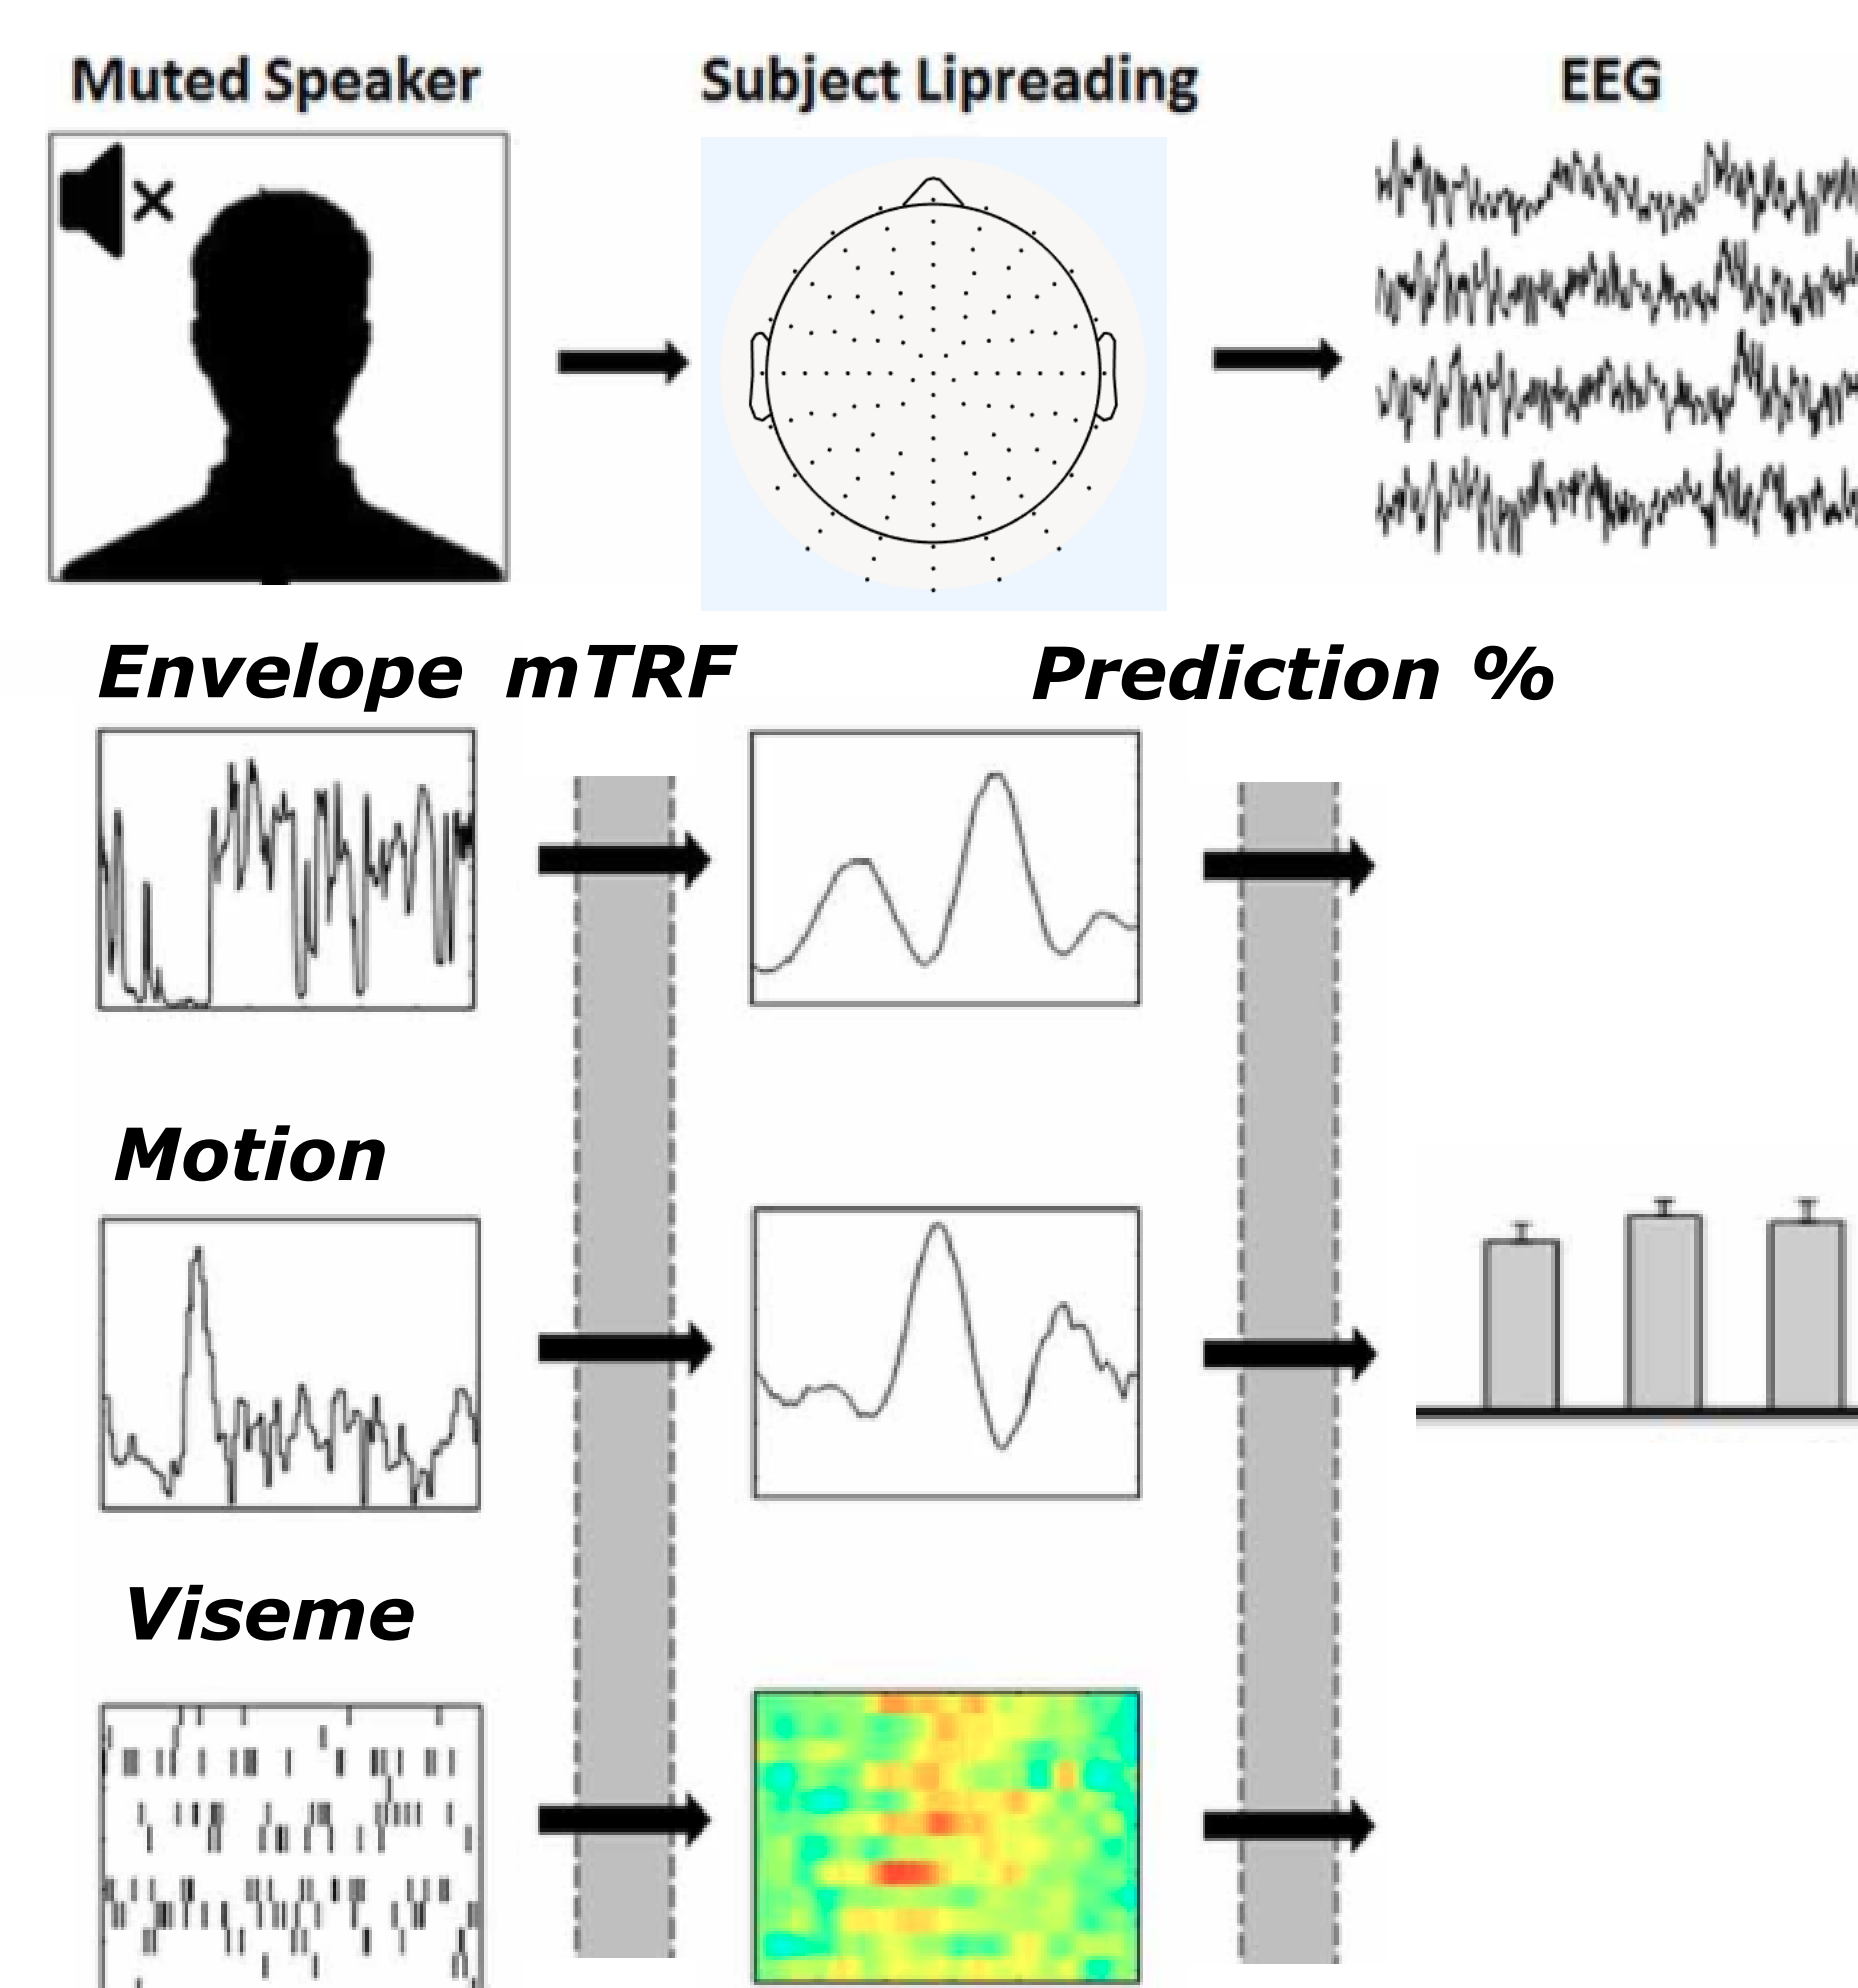 Muted Speaker
Subject Lipreading
EEG
Envelope
mTRF
Prediction %
Motion
Viseme